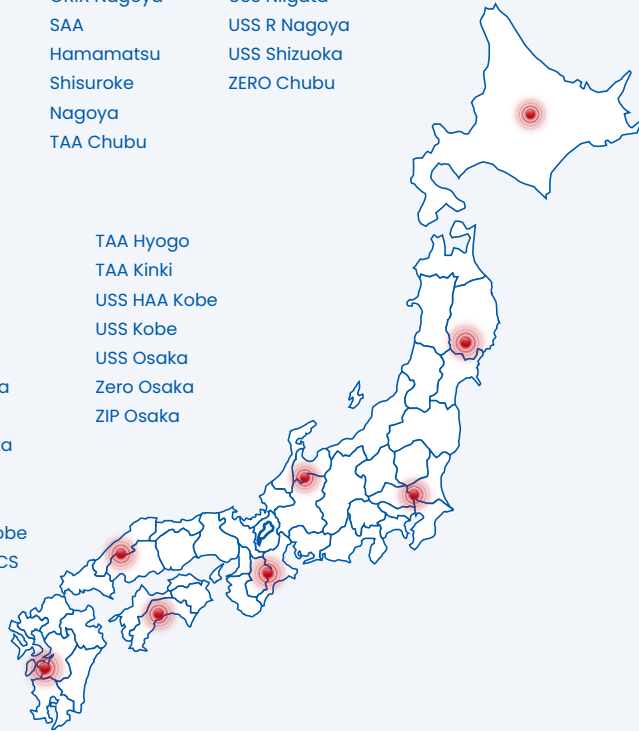 SAA
Hamamatsu
Shisuroke
Nagoya
TAA Chubu
USS R Nagoya
USS Shizuoka
ZERO Chubu
TAA Hyogo
TAA Kinki
USS HAA Kobe
USS Kobe
USS Osaka
Zero Osaka
ZIP Osaka